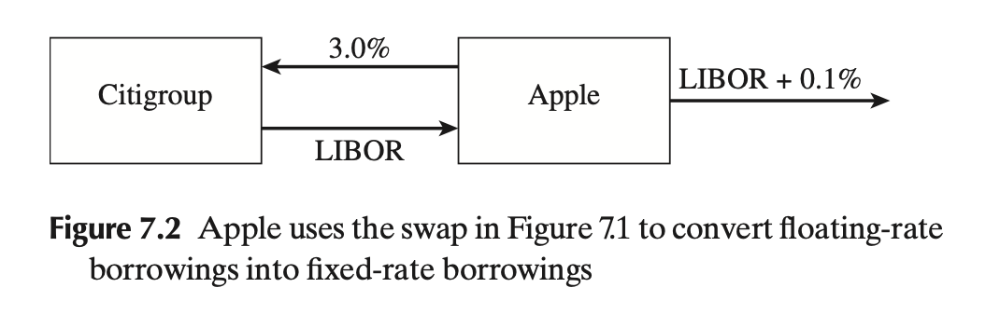 3.0%
LIBOR + 0.1%
Citigroup
Apple
LIBOR
Figure 7.2 Apple uses the swap in Figure 7.1 to convert floating-rate
borrowings into fixed-rate borrowings